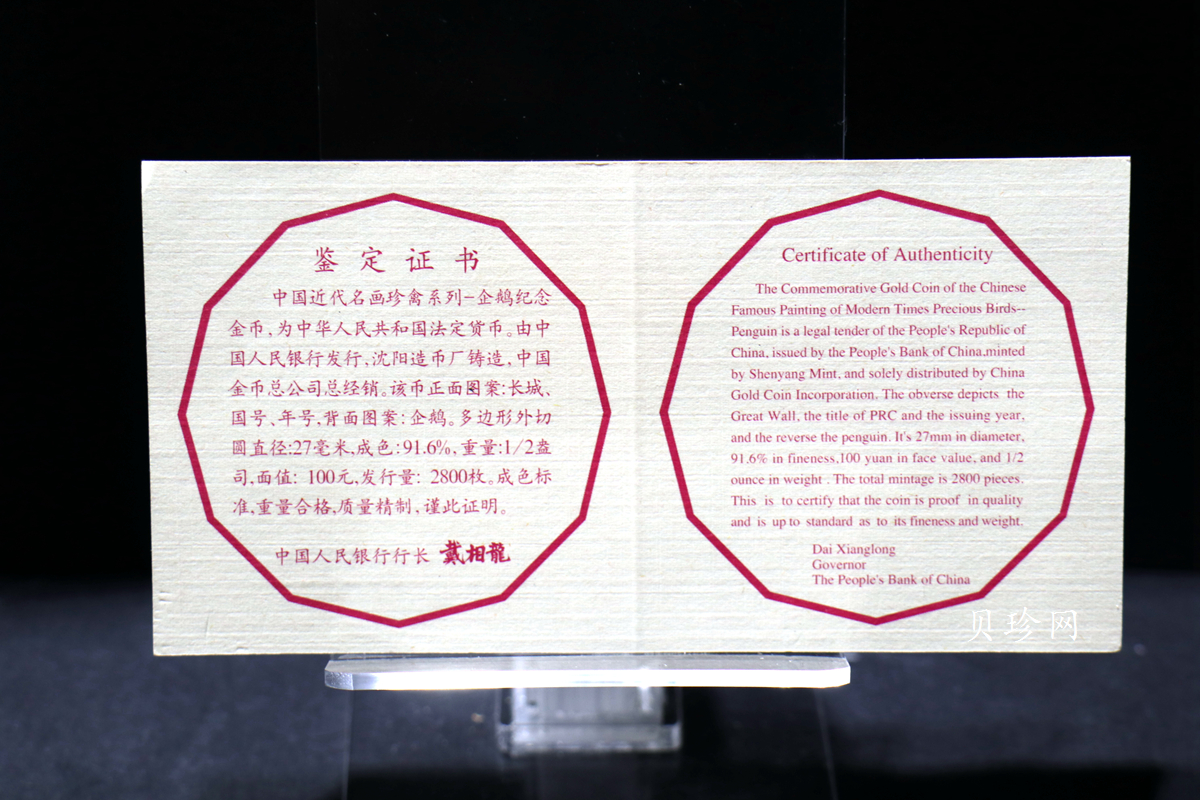 鉴定证书
中国近代名画珍禽系列-企鹅纪念
金币,为中华人民共和国法定货币。由中
国人民银行发行,沈阳造币厂铸造,中国
金币总公司总经销。该币正面图案:长城、
国号、年号,背面图案:企鹅。多边形外切
圆直径:27毫米,成色:91.6%,重量:1/2盎
司,面值: 100元,发行量: 2800枚。成色标
准,重量合格,质量精制,谨此证明。
中国人民银行行长 戴相龍
Certificate of Authenticity
The Commemorative Gold Coin of the Chinese
Famous Painting of Modern Times Precious Birds--
Penguin is a legal tender of the People's Republic of
China, issued by the People's Bank of China,minted
by Shenyang Mint, and solely distributed by China
Gold Coin Incorporation. The obverse depicts the
Great Wall, the title of PRC and the issuing year,
and the reverse the penguin. It's 27mm in diameter,
91.6% in fineness,100 yuan in face value, and 1/2
ounce in weight . The total mintage is 2800 pieces.
This is to certify that the coin is proof in quality
and is up to standard as to its fineness and weight.
Dai Xianglong
Governor
The People's Bank of China
贝珍网